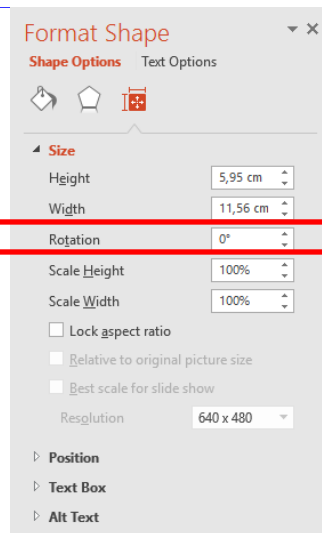 Format Shape
Shape Options Text Options
Size
Height 5,95 cm
Width 11,56 cm
Rotation 0°
Scale Height 100%
Scale Width 100%
Lock aspect ratio
Relative to original picture size
Best scale for slide show
Resolution 640 x 480
Position
Text Box
Alt Text